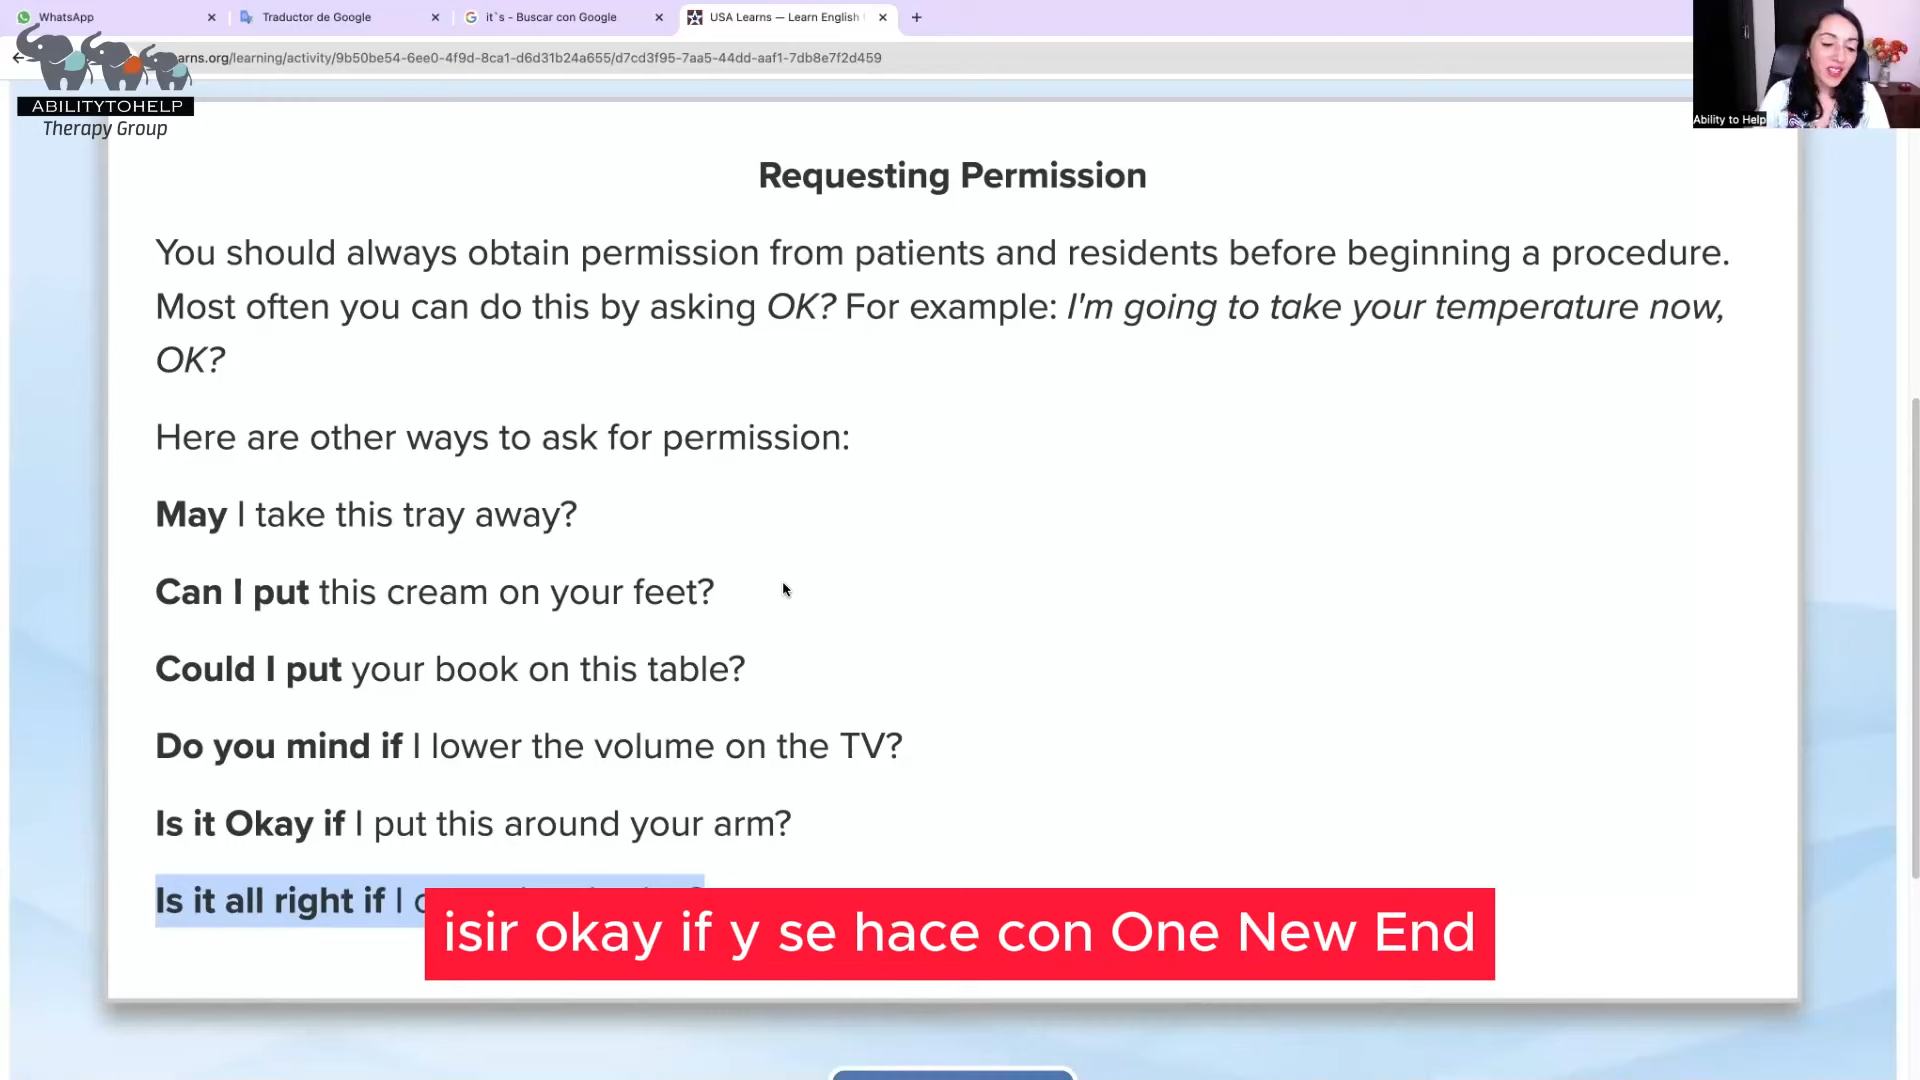 WhatsApp
Traductor de Google
it`s - Buscar con Google
USA Learns — Learn English
arns.org/learning/activity/9b50be54-6ee0-4f9d-8ca1-d6d31b24a655/d7cd3f95-7aa5-44dd-aaf1-7db8e7f2d459
ABILITYTOHELP
Therapy Group
Ability to Help
Requesting Permission
You should always obtain permission from patients and residents before beginning a procedure.
Most often you can do this by asking OK? For example: I'm going to take your temperature now,
OK?
Here are other ways to ask for permission:
May I take this tray away?
Can I put this cream on your feet?
Could I put your book on this table?
Do you mind if I lower the volume on the TV?
Is it Okay if I put this around your arm?
Is it all right if I
isir okay if y se hace con One New End